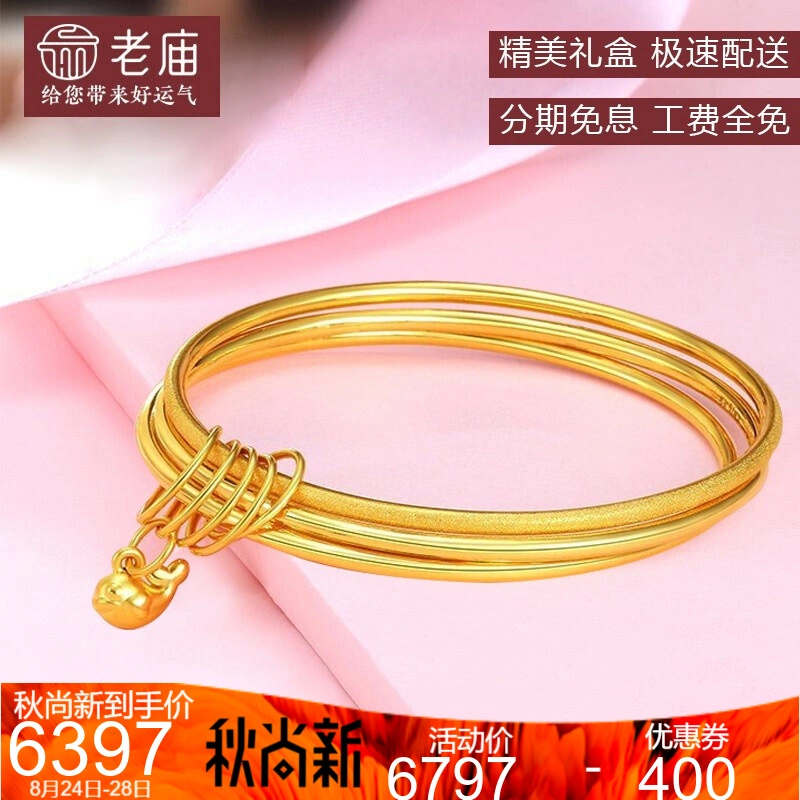 老庙
给您带来好运气
精美礼盒 极速配送
分期免息 工费全免
秋尚新到手价
6397
8月24日-28日
秋尚新
活动价
6797
-
优惠券
400